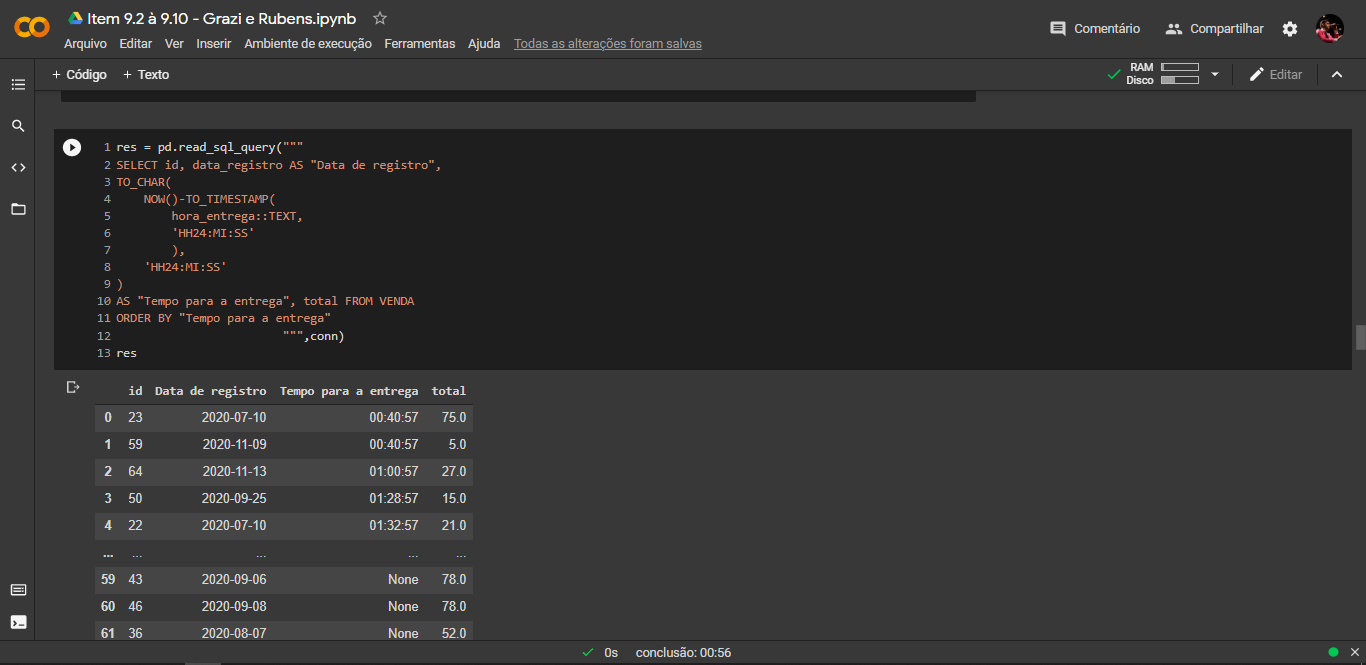 Item 9.2 à 9.10 - Grazi e Rubens.ipynb
Comentário Compartilhar
Arquivo Editar Ver Inserir Ambiente de execução Ferramentas Ajuda Todas as alterações foram salvas
+ Código + Texto
RAM
Disco
Editar
1 res = pd.read_sql_query("""
2 SELECT id, data_registro AS "Data de registro",
3 TO_CHAR(
4 NOW()-TO_TIMESTAMP(
5 hora_entrega::TEXT,
6 'HH24:MI:SS'
7 ),
8 'HH24:MI:SS'
9 )
10 AS "Tempo para a entrega", total FROM VENDA
11 ORDER BY "Tempo para a entrega"
12 """,conn)
13 res
id Data de registro Tempo para a entrega total
0 23 2020-07-10 00:40:57 75.0
1 59 2020-11-09 00:40:57 5.0
2 64 2020-11-13 01:00:57 27.0
3 50 2020-09-25 01:28:57 15.0
4 22 2020-07-10 01:32:57 21.0
... ... ... ... ...
59 43 2020-09-06 None 78.0
60 46 2020-09-08 None 78.0
61 36 2020-08-07 None 52.0
0s conclusão: 00:56